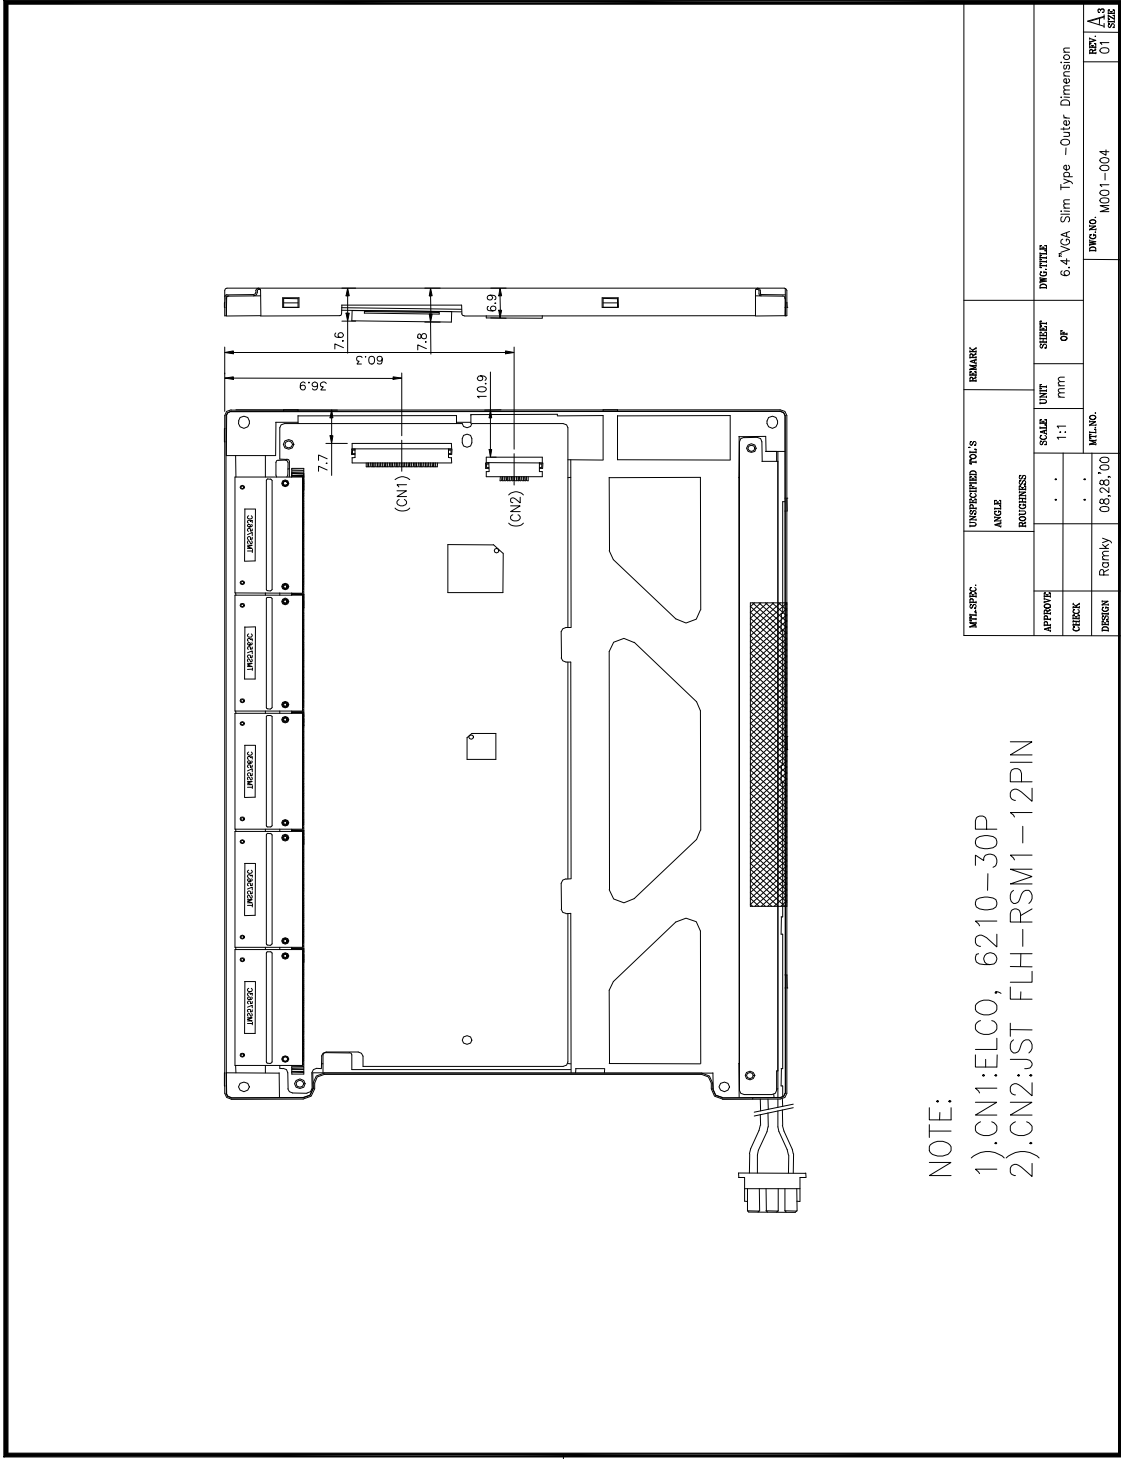 6.9
7.6
7.8
60.3
36.9
10.9
7.7
(CN1)
(CN2)
NOTE:
1).CN1:ELCO, 6210-30P
2).CN2:JST FLH-RSM1-12PIN
MTL.SPEC.
UNSPECIFIED TOL'S
ANGLE
ROUGHNESS
REMARK
APPROVE
CHECK
DESIGN
Ramky
08,28,'00
SCALE
1:1
UNIT
mm
SHEET
OF
DWG.TITLE
6.4"VGA Slim Type -Outer Dimension
MTL.NO.
DWG.NO.
M001-004
REV.
01
A3
SIZE